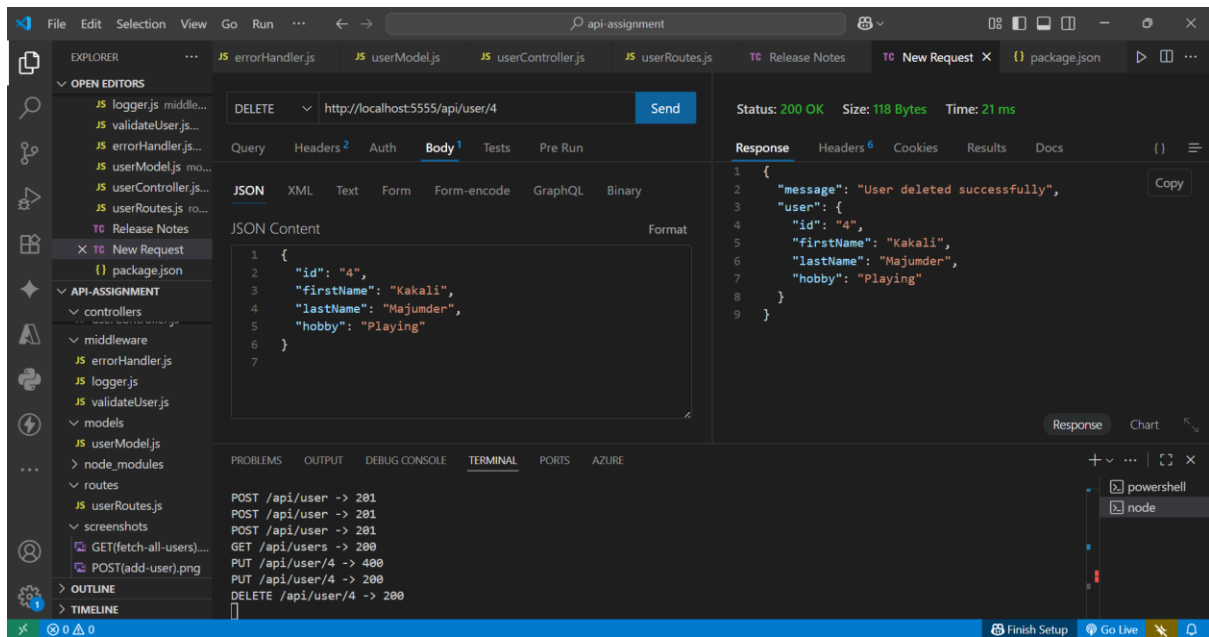 File Edit Selection View Go Run ··· api-assignment
EXPLORER ···
OPEN EDITORS
JS logger.js middle...
JS validateUser.js...
JS errorHandler.js...
JS userModel.js mo...
JS userController.js...
JS userRoutes.js ro...
TC Release Notes
TC New Request
{} package.json
API-ASSIGNMENT
controllers
middleware
JS errorHandler.js
JS logger.js
JS validateUser.js
models
JS userModel.js
node_modules
routes
JS userRoutes.js
screenshots
GET(fetch-all-users)....
POST(add-user).png
OUTLINE
TIMELINE
JS errorHandler.js JS userModel.js JS userController.js JS userRoutes.js TC Release Notes TC New Request {} package.json ···
DELETE http://localhost:5555/api/user/4 Send
Query Headers 2 Auth Body 1 Tests Pre Run
JSON XML Text Form Form-encode GraphQL Binary
JSON Content Format
1 {
2 "id": "4",
3 "firstName": "Kakali",
4 "lastName": "Majumder",
5 "hobby": "Playing"
6 }
7
Status: 200 OK Size: 118 Bytes Time: 21 ms
Response Headers 6 Cookies Results Docs {}
Copy
1 {
2 "message": "User deleted successfully",
3 "user": {
4 "id": "4",
5 "firstName": "Kakali",
6 "lastName": "Majumder",
7 "hobby": "Playing"
8 }
9 }
Response Chart
PROBLEMS OUTPUT DEBUG CONSOLE TERMINAL PORTS AZURE
POST /api/user -> 201
POST /api/user -> 201
POST /api/user -> 201
GET /api/users -> 200
PUT /api/user/4 -> 400
PUT /api/user/4 -> 200
DELETE /api/user/4 -> 200
powershell
node
1
0 0 Finish Setup Go Live